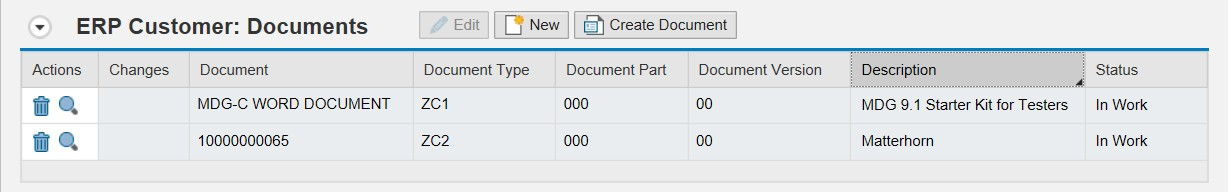 ERP Customer: Documents Edit New Create Document
Actions Changes Document Document Type Document Part Document Version Description Status
MDG-C WORD DOCUMENT ZC1 000 00 MDG 9.1 Starter Kit for Testers In Work
10000000065 ZC2 000 00 Matterhorn In Work